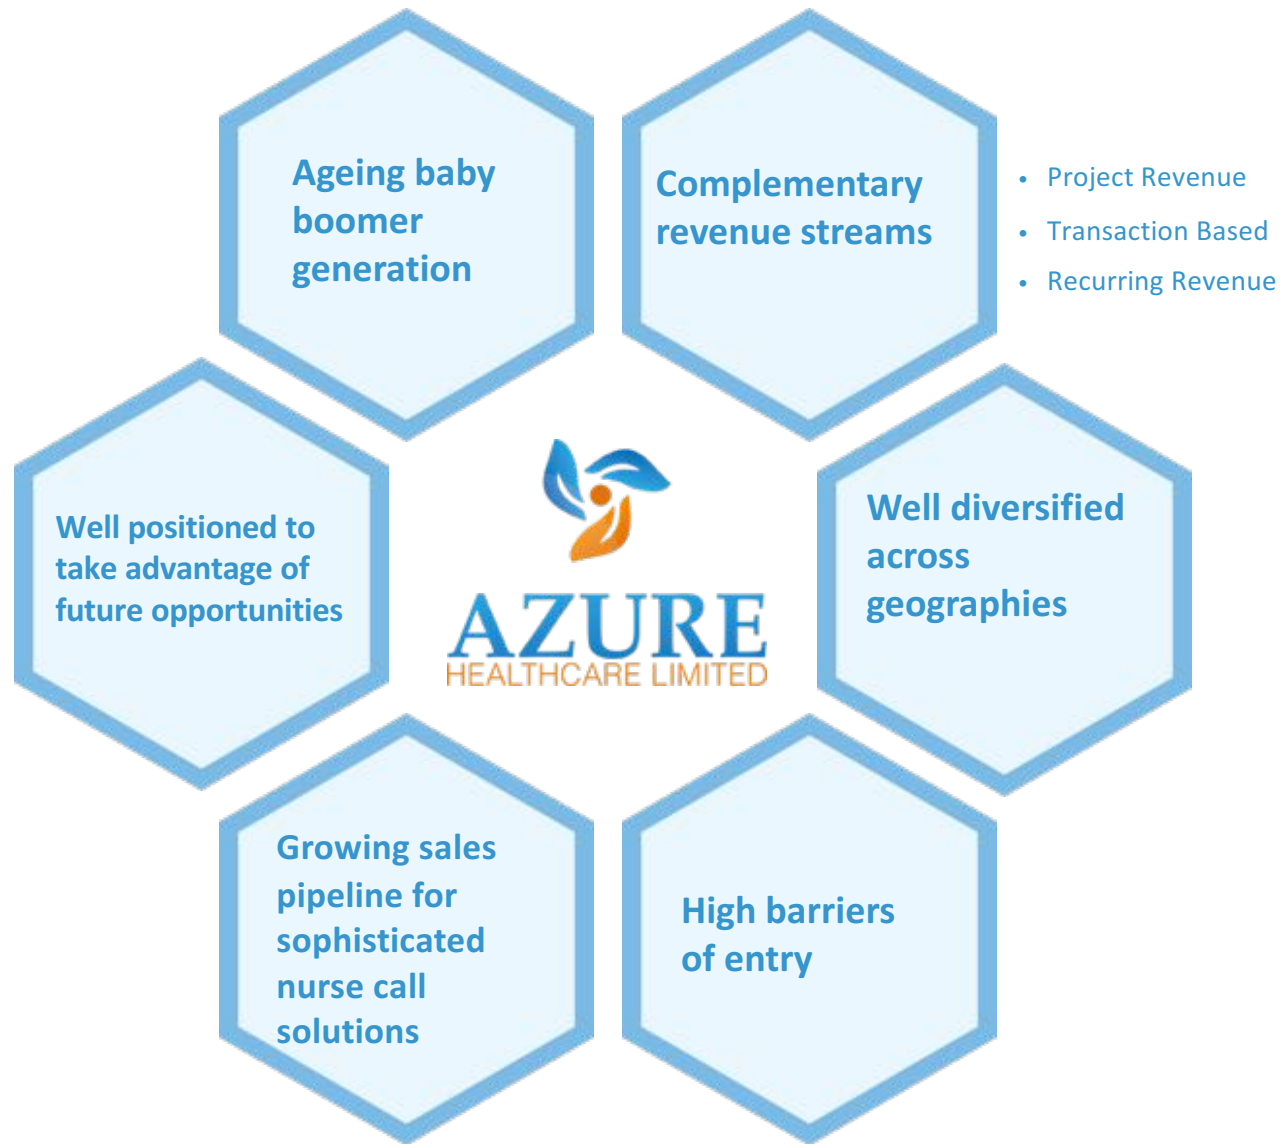 Ageing baby
boomer
generation
Complementary
revenue streams
• Project Revenue
• Transaction Based
• Recurring Revenue
Well positioned to
take advantage of
future opportunities
AZURE
HEALTHCARE LIMITED
Well diversified
across
geographies
Growing sales
pipeline for
sophisticated
nurse call
solutions
High barriers
of entry